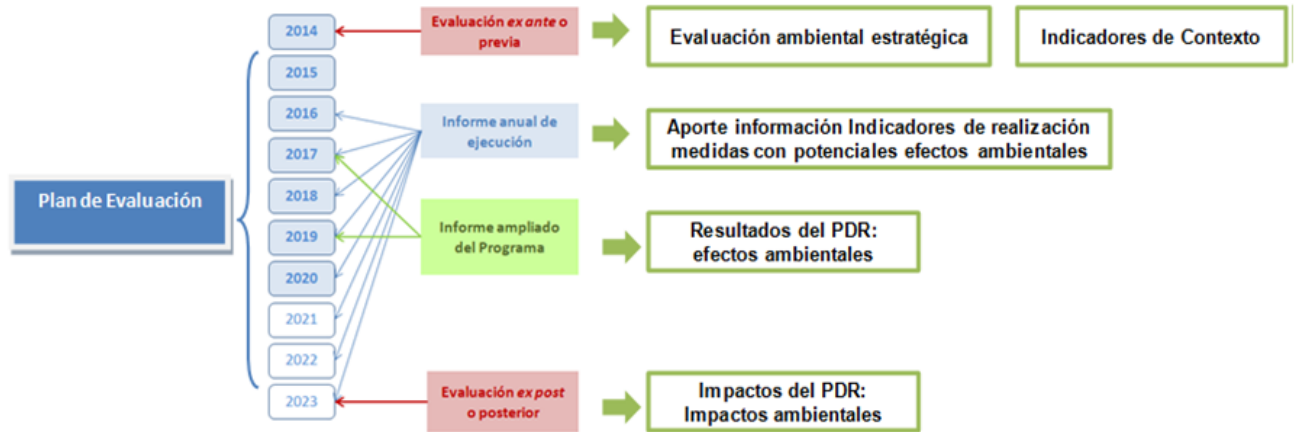 Plan de Evaluación
2014
2015
2016
2017
2018
2019
2020
2021
2022
2023
Evaluación ex ante o
previa
Evaluación ambiental estratégica
Indicadores de Contexto
Informe anual de
ejecución
Aporte información Indicadores de realización
medidas con potenciales efectos ambientales
Informe ampliado
del Programa
Resultados del PDR:
efectos ambientales
Evaluación ex post
o posterior
Impactos del PDR:
Impactos ambientales